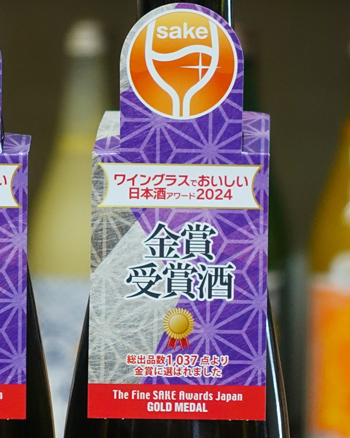 sake
ワイングラスでおいしい
日本酒アワード2024
金賞
受賞酒
総出品数1,037点より
金賞に選ばれました
The Fine SAKE Awards Japan
GOLD MEDAL